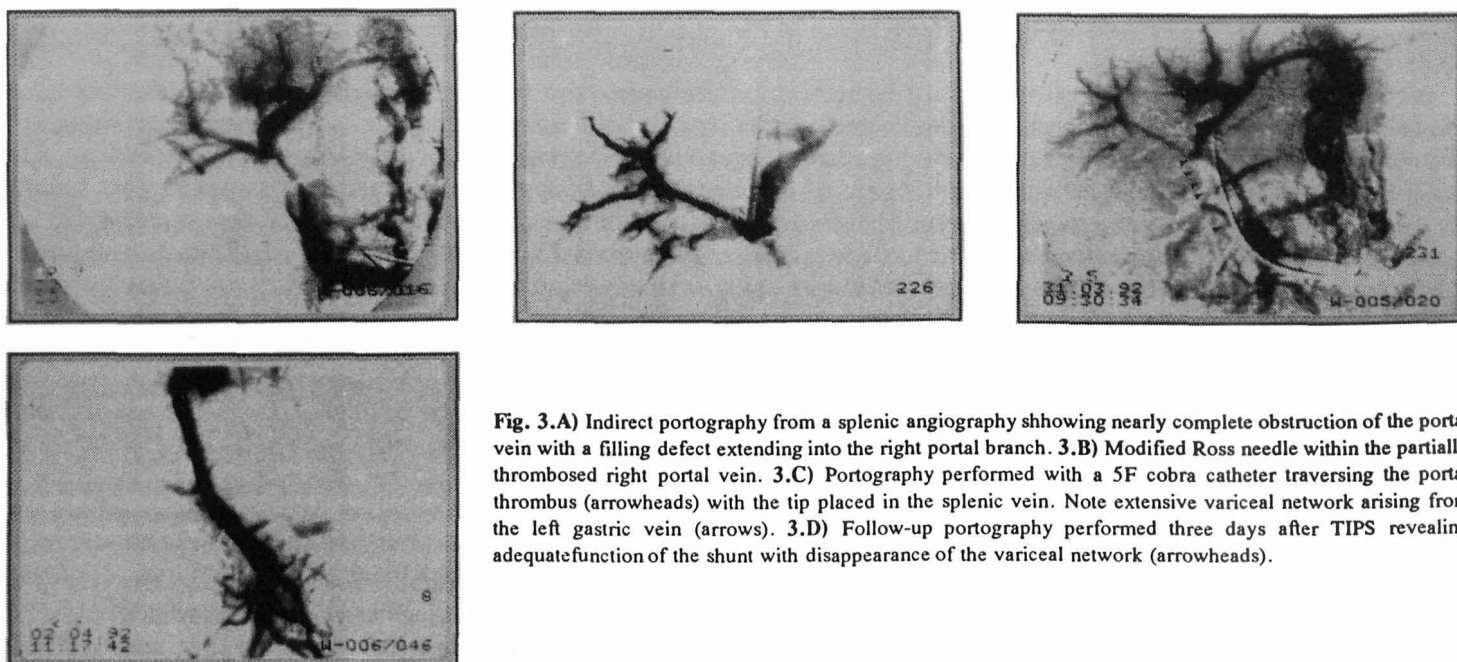 W-006/016
226
231
31 03 92
09 30 34
W-005/020
8
02 04 92
11 17 42
W-006/046
Fig. 3.A) Indirect portography from a splenic angiography shhowing nearly complete obstruction of the porta
vein with a filling defect extending into the right portal branch. 3.B) Modified Ross needle within the partiall
thrombosed right portal vein. 3.C) Portography performed with a 5F cobra catheter traversing the porta
thrombus (arrowheads) with the tip placed in the splenic vein. Note extensive variceal network arising fro
the left gastric vein (arrows). 3.D) Follow-up portography performed three days after TIPS revealin
adequatefunction of the shunt with disappearance of the variceal network (arrowheads).